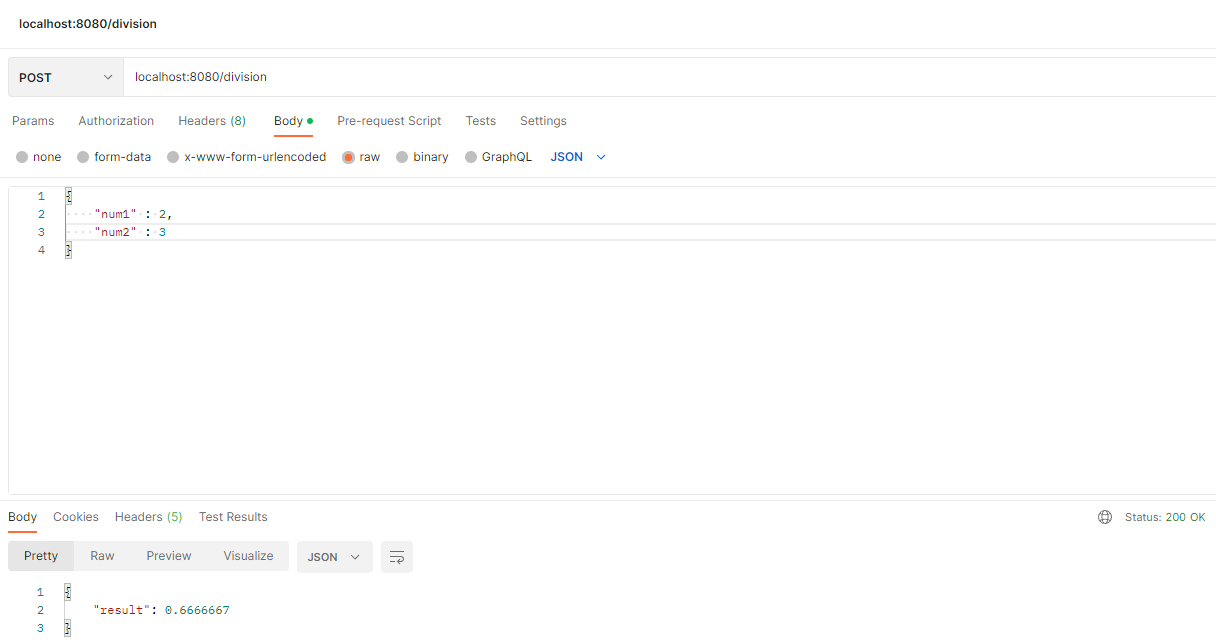 localhost:8080/division
POST localhost:8080/division
Params Authorization Headers (8) Body Pre-request Script Tests Settings
none form-data x-www-form-urlencoded raw binary GraphQL JSON
1 {
2 "num1" : 2,
3 "num2" : 3
4 }
Body Cookies Headers (5) Test Results Status: 200 OK
Pretty Raw Preview Visualize JSON
1 {
2 "result": 0.6666667
3 }